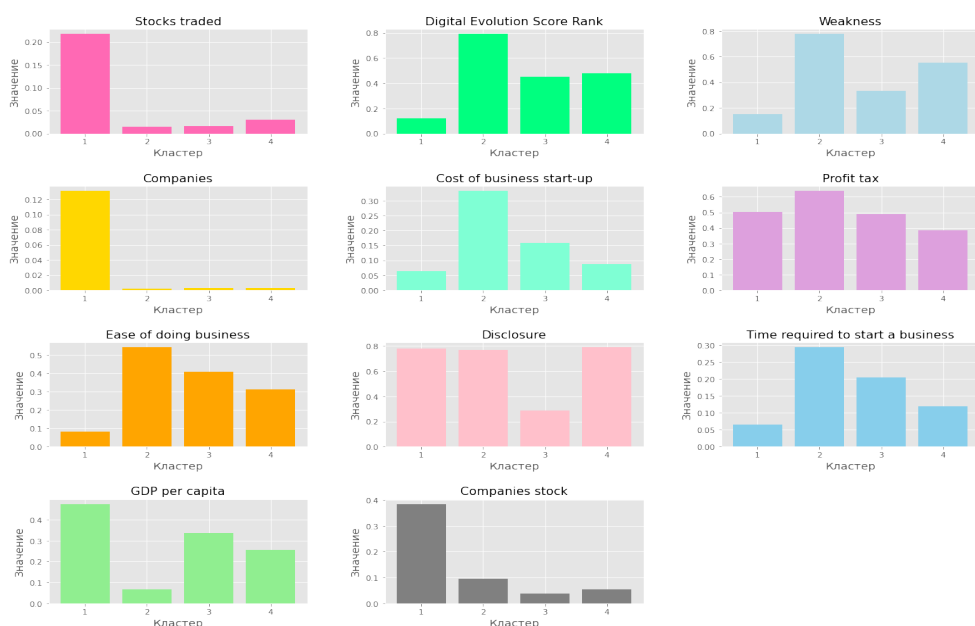 Stocks traded
Значение
0.20
0.15
0.10
0.05
0.00
1 2 3 4
Кластер
Digital Evolution Score Rank
Значение
0.8
0.6
0.4
0.2
0.0
1 2 3 4
Кластер
Weakness
Значение
0.8
0.6
0.4
0.2
0.0
1 2 3 4
Кластер
Companies
Значение
0.12
0.10
0.08
0.06
0.04
0.02
0.00
1 2 3 4
Кластер
Cost of business start-up
Значение
0.30
0.25
0.20
0.15
0.10
0.05
0.00
1 2 3 4
Кластер
Profit tax
Значение
0.6
0.5
0.4
0.3
0.2
0.1
0.0
1 2 3 4
Кластер
Ease of doing business
Значение
0.5
0.4
0.3
0.2
0.1
0.0
1 2 3 4
Кластер
Disclosure
Значение
0.8
0.6
0.4
0.2
0.0
1 2 3 4
Кластер
Time required to start a business
Значение
0.30
0.25
0.20
0.15
0.10
0.05
0.00
1 2 3 4
Кластер
GDP per capita
Значение
0.4
0.3
0.2
0.1
0.0
1 2 3 4
Кластер
Companies stock
Значение
0.4
0.3
0.2
0.1
0.0
1 2 3 4
Кластер